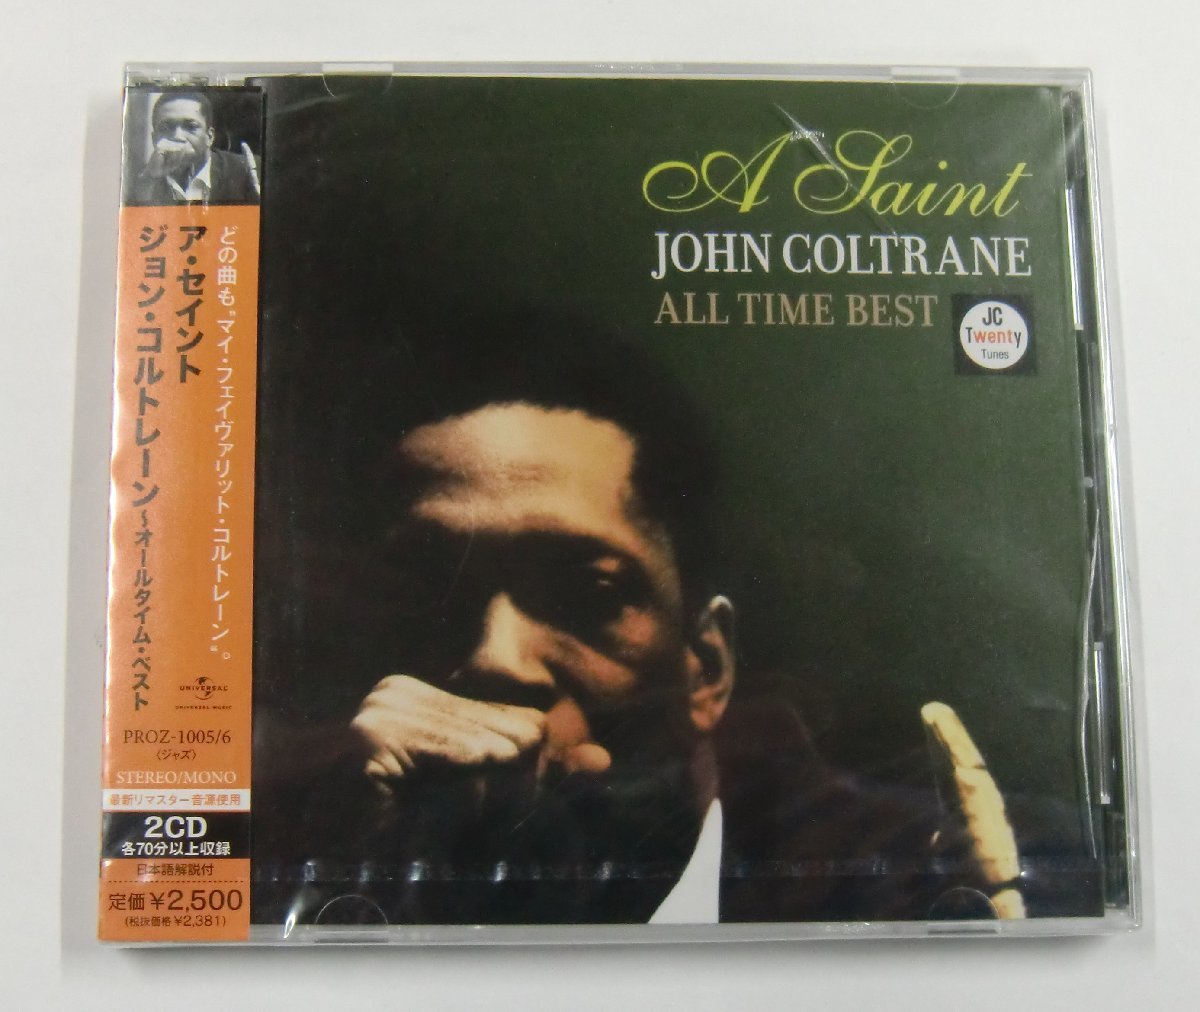 どの曲も"マイ・フェイヴァリット・コルトレーン"。
ア・セイント
ジョン・コルトレーン〜オールタイム・ベスト
UNIVERSAL
UNIVERSAL MUSIC
PROZ-1005/6
〈ジャズ〉
STEREO/MONO
最新リマスター音源使用
2CD
各70分以上収録
日本語解説付
定価¥2,500
(税抜価格¥2,381)
A Saint
JOHN COLTRANE
ALL TIME BEST
JC
Twenty
Tunes